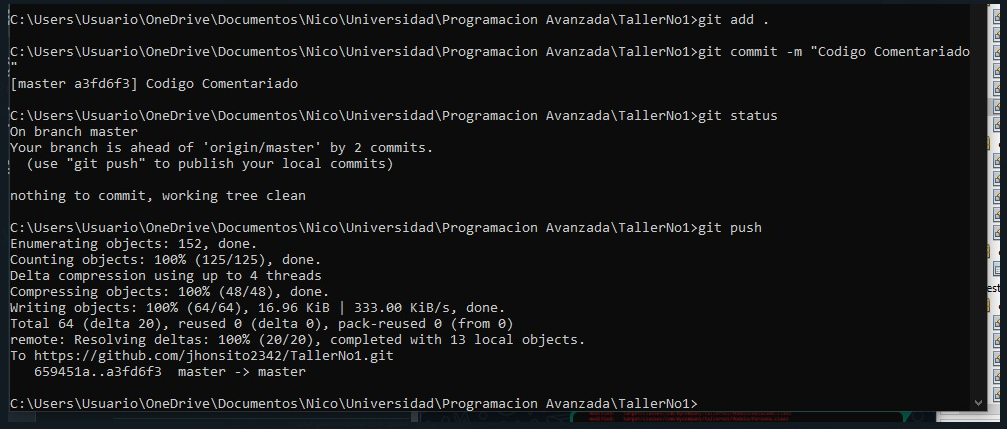 C:\Users\Usuario\OneDrive\Documentos\Nico\Universidad\Programacion Avanzada\TallerNo1>git add .
C:\Users\Usuario\OneDrive\Documentos\Nico\Universidad\Programacion Avanzada\TallerNo1>git commit -m "Codigo Comentariado
"
[master a3fd6f3] Codigo Comentariado
C:\Users\Usuario\OneDrive\Documentos\Nico\Universidad\Programacion Avanzada\TallerNo1>git status
On branch master
Your branch is ahead of 'origin/master' by 2 commits.
  (use "git push" to publish your local commits)
nothing to commit, working tree clean
C:\Users\Usuario\OneDrive\Documentos\Nico\Universidad\Programacion Avanzada\TallerNo1>git push
Enumerating objects: 152, done.
Counting objects: 100% (125/125), done.
Delta compression using up to 4 threads
Compressing objects: 100% (48/48), done.
Writing objects: 100% (64/64), 16.96 KiB | 333.00 KiB/s, done.
Total 64 (delta 20), reused 0 (delta 0), pack-reused 0 (from 0)
remote: Resolving deltas: 100% (20/20), completed with 13 local objects.
To https://github.com/jhonsito2342/TallerNo1.git
   659451a..a3fd6f3  master -> master
C:\Users\Usuario\OneDrive\Documentos\Nico\Universidad\Programacion Avanzada\TallerNo1>